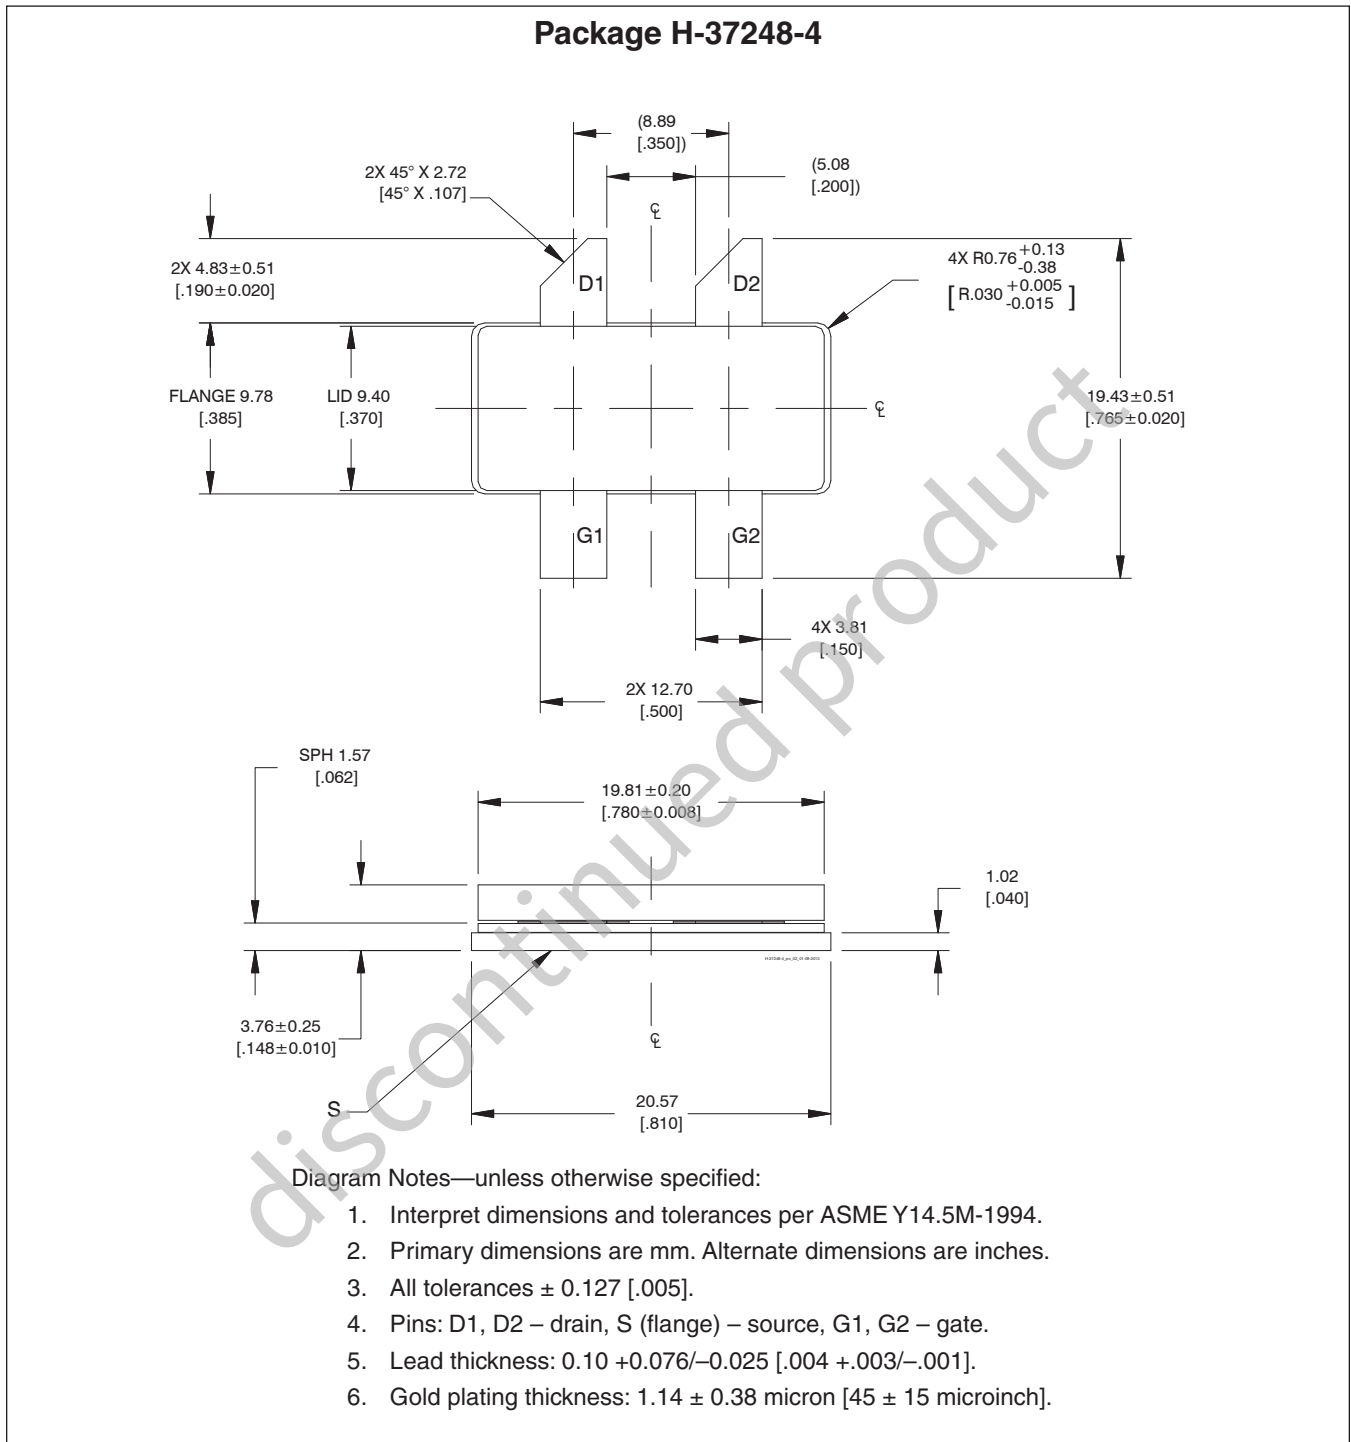 Package H-37248-4
(8.89
[.350])
2X 45° X 2.72
[45° X .107]
(5.08
[.200])
℄
2X 4.83±0.51
[.190±0.020]
D1
D2
4X R0.76 +0.13
-0.38
[ R.030 +0.005
-0.015 ]
FLANGE 9.78
[.385]
LID 9.40
[.370]
℄
19.43±0.51
[.765±0.020]
G1
G2
4X 3.81
[.150]
2X 12.70
[.500]
SPH 1.57
[.062]
19.81±0.20
[.780±0.008]
1.02
[.040]
3.76±0.25
[.148±0.010]
℄
S
20.57
[.810]
discontinued product
Diagram Notes—unless otherwise specified:
1. Interpret dimensions and tolerances per ASME Y14.5M-1994.
2. Primary dimensions are mm. Alternate dimensions are inches.
3. All tolerances ± 0.127 [.005].
4. Pins: D1, D2 – drain, S (flange) – source, G1, G2 – gate.
5. Lead thickness: 0.10 +0.076/–0.025 [.004 +.003/–.001].
6. Gold plating thickness: 1.14 ± 0.38 micron [45 ± 15 microinch].